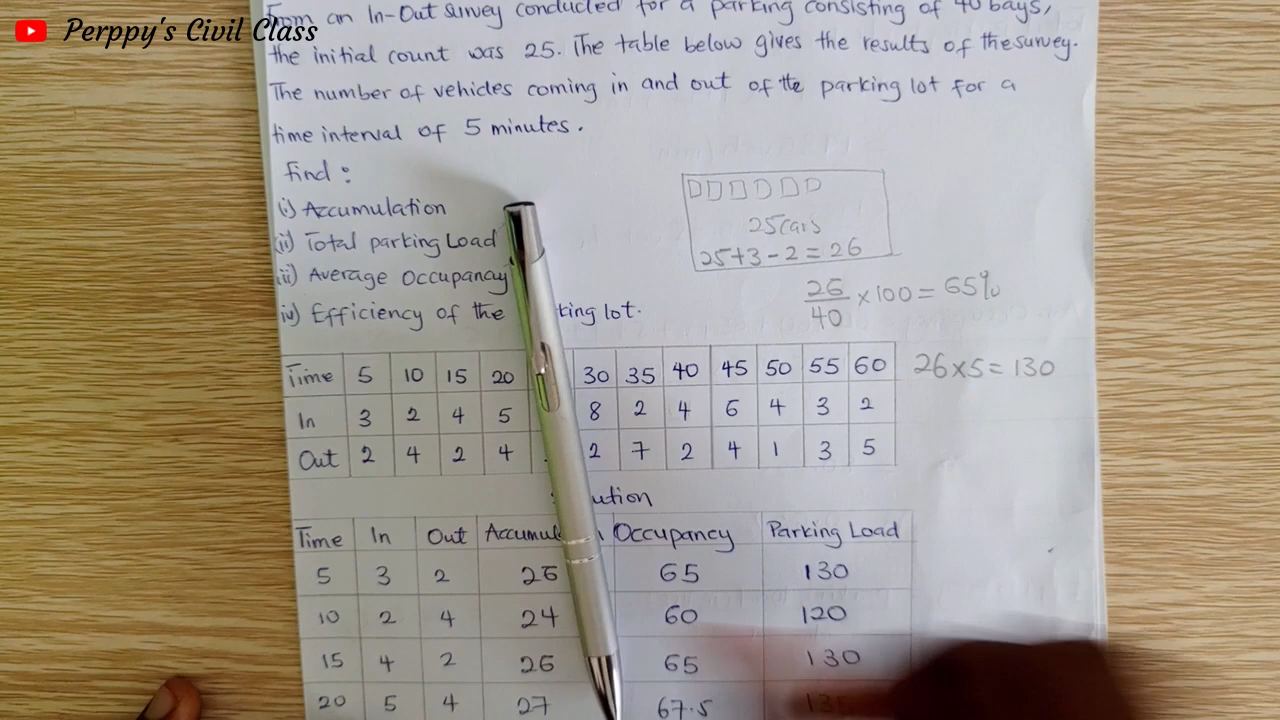 Perppy's Civil Class
From an In-Out survey conducted for a parking consisting of 40 bays,
the initial count was 25. The table below gives the results of the survey.
The number of vehicles coming in and out of the parking lot for a
time interval of 5 minutes.
Find :
(i) Accumulation
(ii) Total parking Load
(ii) Average Occupancy
iv) Efficiency of the king lot.
25 Cars
25+3-2=26
26/40 ×100 = 65%
Time 5 10 15 20 30 35 40 45 50 55 60
In 3 2 4 5 8 2 4 6 4 3 2
Out 2 4 2 4 2 7 2 4 1 3 5
26×5=130
ution
Time In Out Accumul Occupancy Parking Load
5 3 2 26 65 130
10 2 4 24 60 120
15 4 2 26 65 130
20 5 4 27 67.5 135